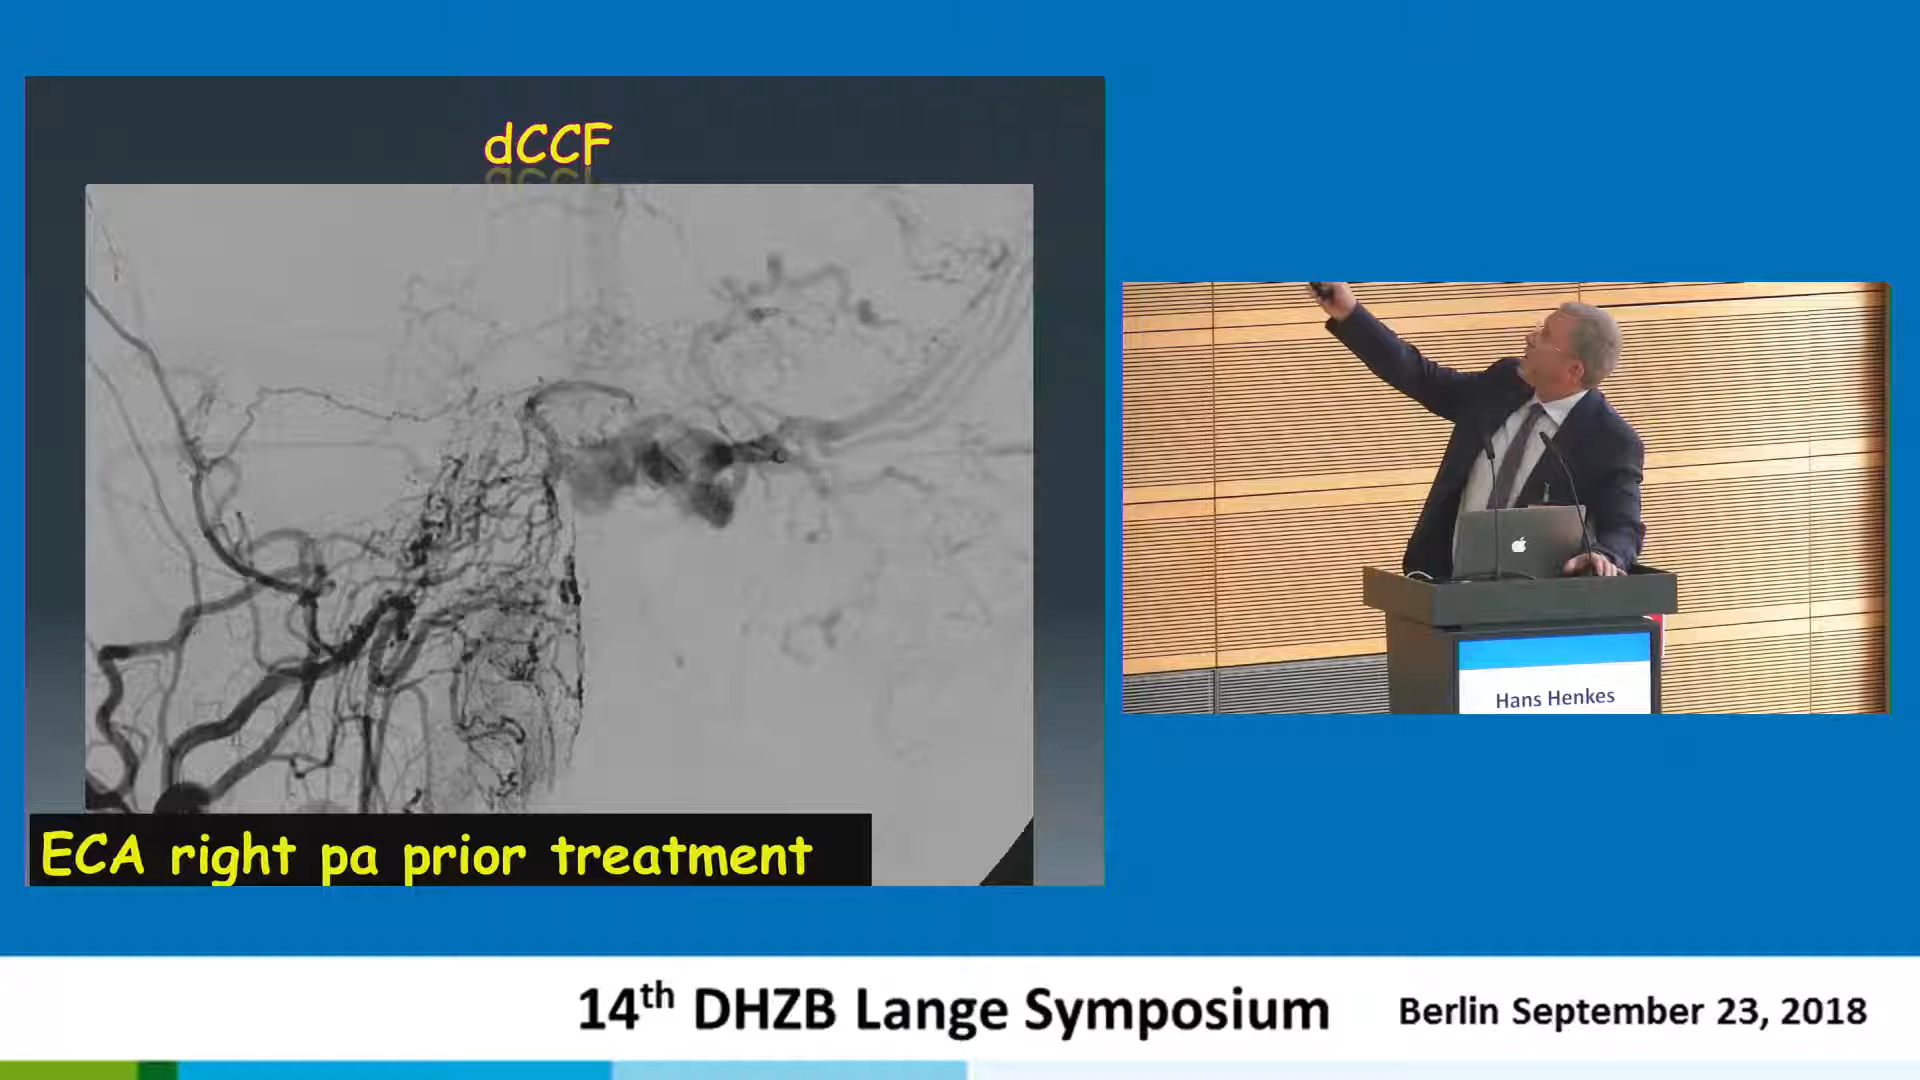 dCCF
ECA right pa prior treatment
Hans Henkes
14th DHZB Lange Symposium
Berlin September 23, 2018